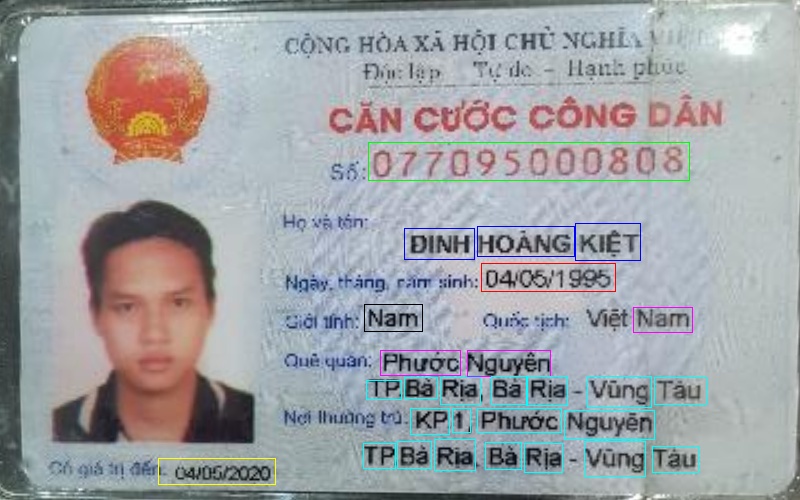 CỘNG HÒA XÃ HỘI CHỦ NGHĨA VIỆT NAM
Độc lập - Tự do - Hạnh phúc
CĂN CƯỚC CÔNG DÂN
Số: 077095000808
Họ và tên:
ĐINH HOÀNG KIỆT
Ngày, tháng, năm sinh: 04/05/1995
Giới tính: Nam Quốc tịch: Việt Nam
Quê quán: Phước Nguyên
TP.Bà Rịa, Bà Rịa - Vũng Tàu
Nơi thường trú: KP 1, Phước Nguyên
TP.Bà Rịa, Bà Rịa - Vũng Tàu
Có giá trị đến: 04/05/2020